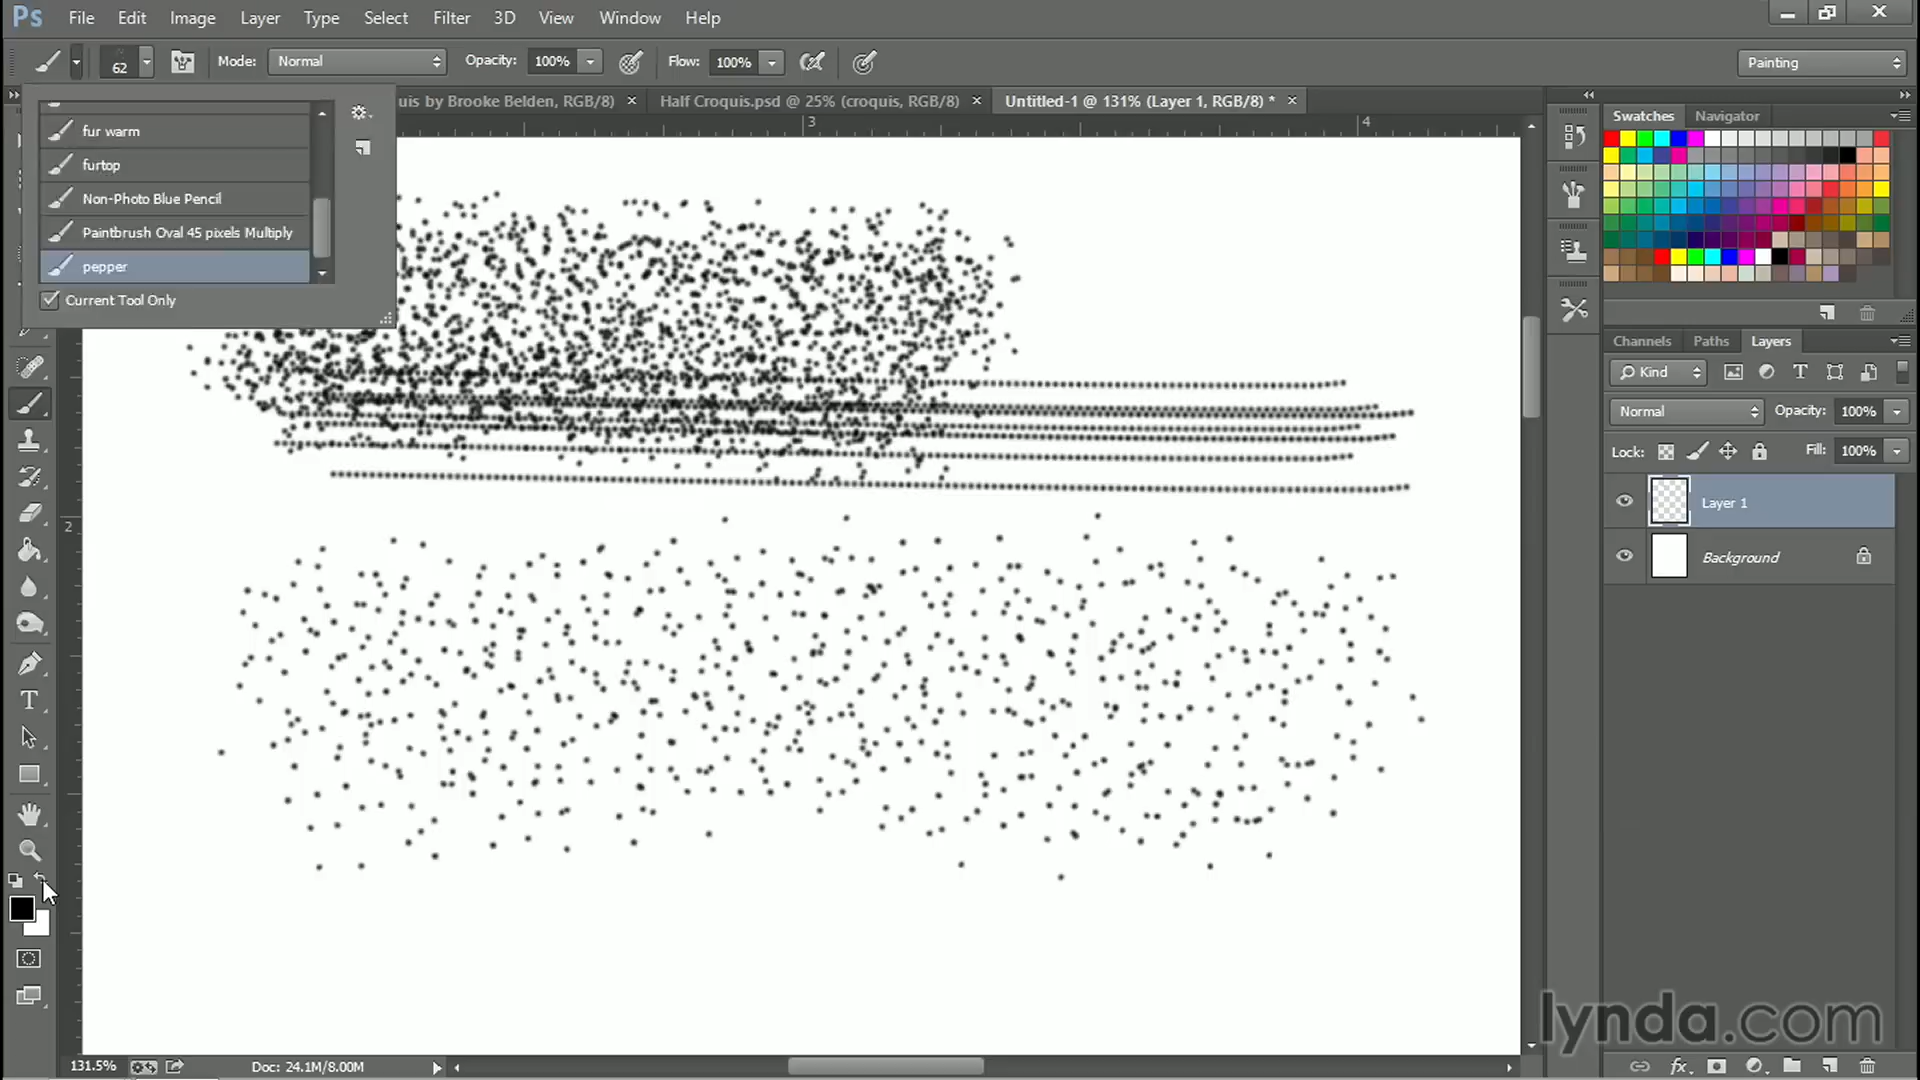 Ps File Edit Image Layer Type Select Filter 3D View Window Help
62 Mode: Normal Opacity: 100% Flow: 100% Painting
uis by Brooke Belden, RGB/8) × Half Croquis.psd @ 25% (croquis, RGB/8) × Untitled-1 @ 131% (Layer 1, RGB/8) * ×
3 4
fur warm
furtop
Non-Photo Blue Pencil
Paintbrush Oval 45 pixels Multiply
pepper
Current Tool Only
2
Swatches Navigator
Channels Paths Layers
Kind
Normal Opacity: 100%
Lock: Fill: 100%
Layer 1
Background
lynda.com
131.5% Doc: 24.1M/8.00M
fx